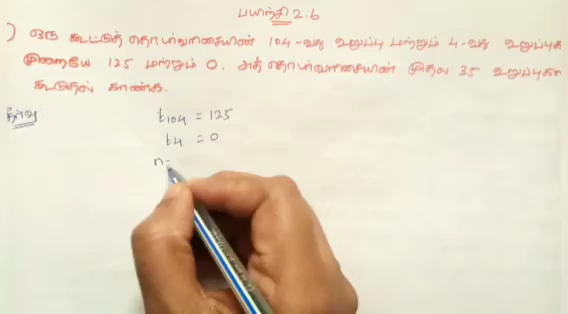 பயிற்சி 2.6
) ஒரு கூட்டுத் தொடர்வரிசையின் 104-வது உறுப்பு மற்றும் 4-வது உறுப்புக
முறையே 125 மற்றும் 0. அத் தொடர்வரிசையின் முதல் 35 உறுப்புகளி
கூடுதல் காண்க.
தீர்வு
t104 = 125
t4 = 0
n=